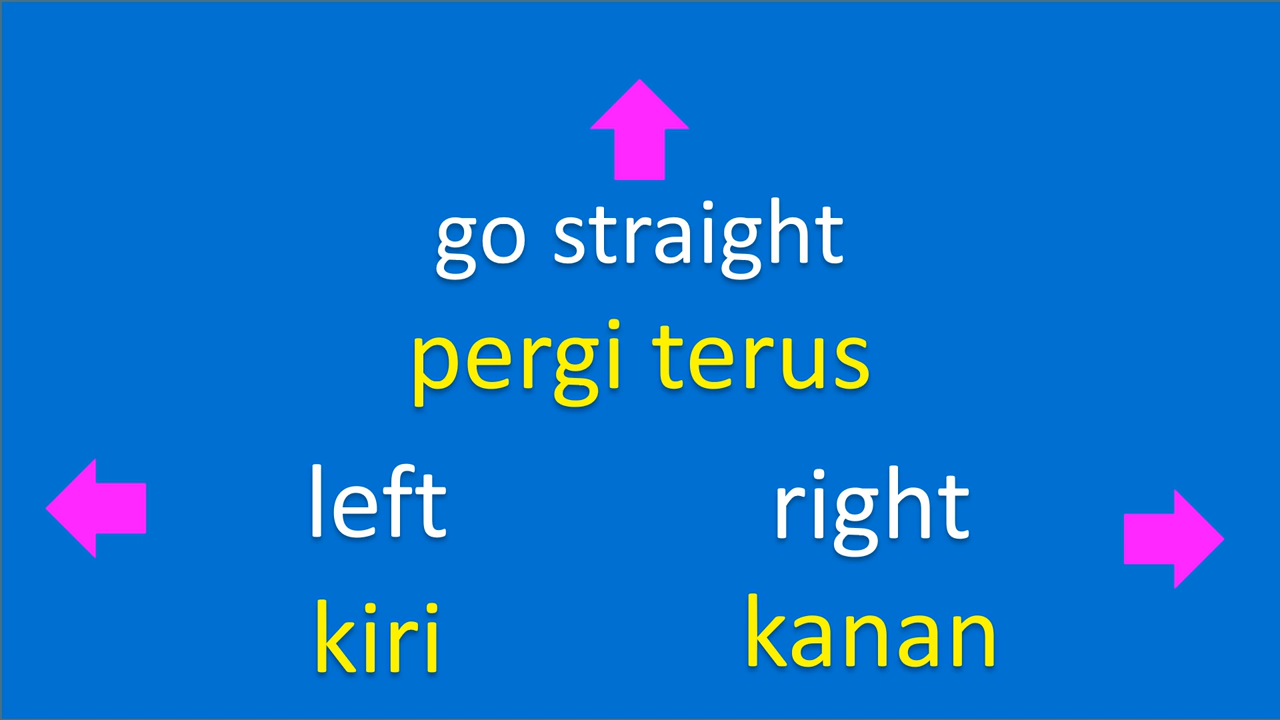 go straight
pergi terus
left
right
kiri
kanan